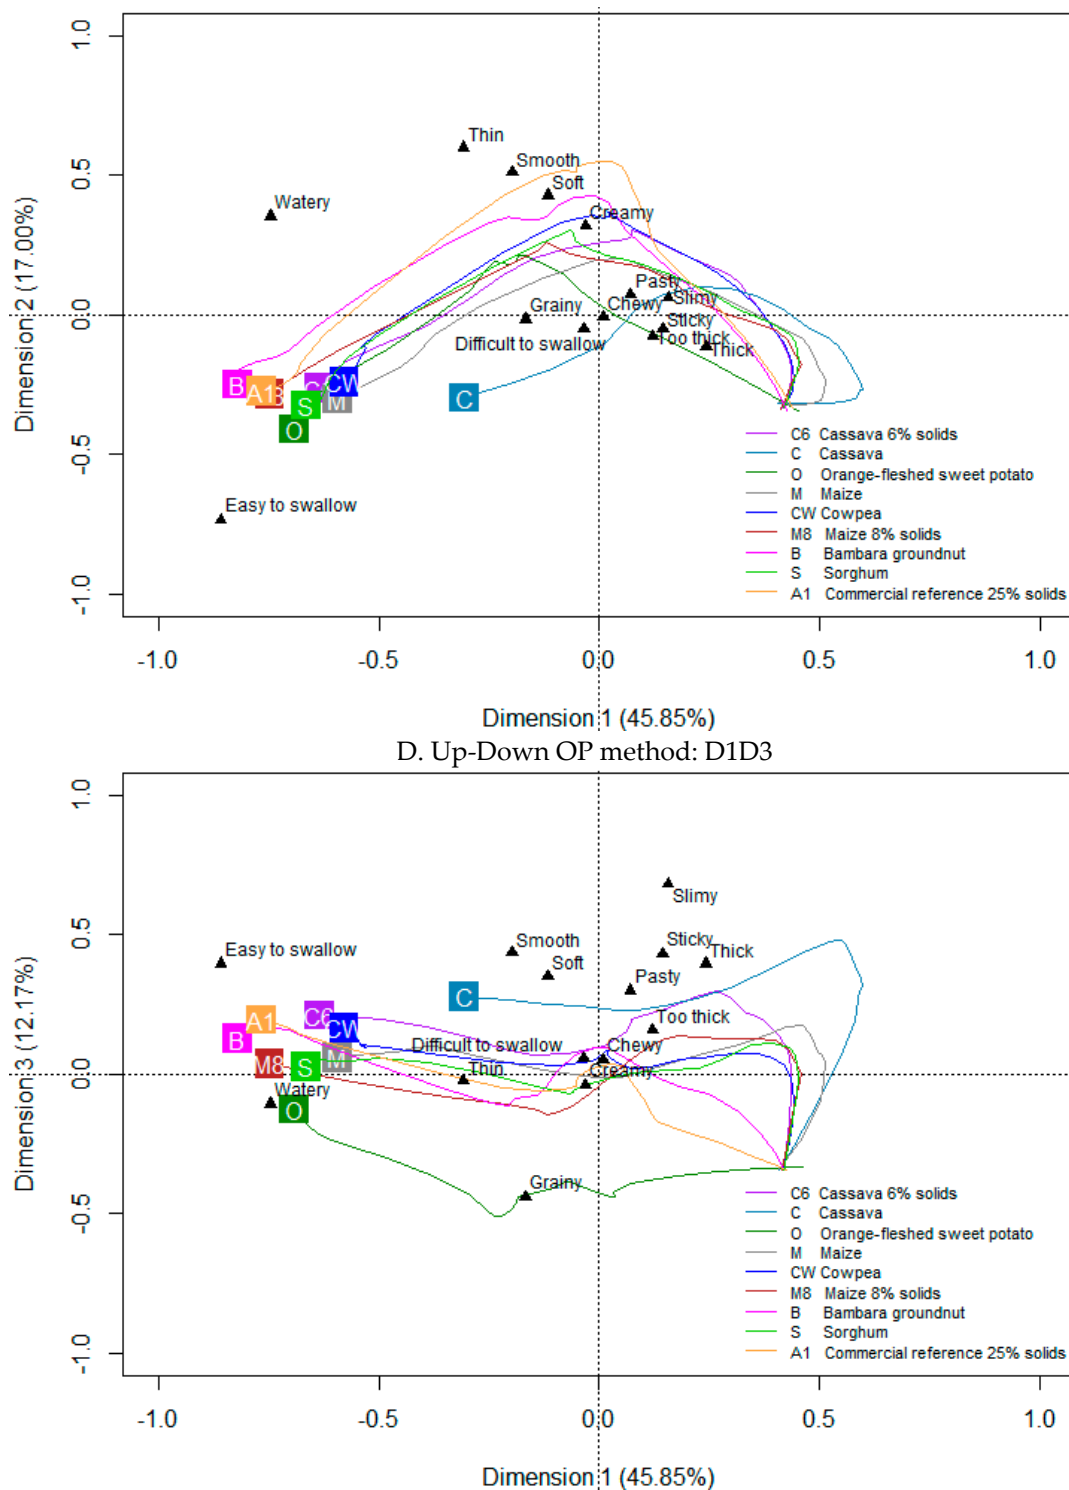 1.0
0.5
0.0
-0.5
-1.0
Dimension 2 (17.00%)
Thin
Smooth
Soft
Watery
Creamy
Pasty
Slimy
Grainy
Chewy
Sticky
Difficult to swallow
Too thick
Thick
B
A1
C
CW
M
S
O
C
Easy to swallow
C6 Cassava 6% solids
C Cassava
O Orange-fleshed sweet potato
M Maize
CW Cowpea
M8 Maize 8% solids
B Bambara groundnut
S Sorghum
A1 Commercial reference 25% solids
-1.0 -0.5 0.0 0.5 1.0
Dimension 1 (45.85%)
D. Up-Down OP method: D1D3
1.0
0.5
0.0
-0.5
-1.0
Dimension 3 (12.17%)
Slimy
Easy to swallow
Smooth
Sticky
Soft
Thick
Pasty
C
Too thick
A1
C6
CW
B
Difficult to swallow
Chewy
M8
S
M
Thin
Creamy
Watery
O
Grainy
C6 Cassava 6% solids
C Cassava
O Orange-fleshed sweet potato
M Maize
CW Cowpea
M8 Maize 8% solids
B Bambara groundnut
S Sorghum
A1 Commercial reference 25% solids
-1.0 -0.5 0.0 0.5 1.0
Dimension 1 (45.85%)